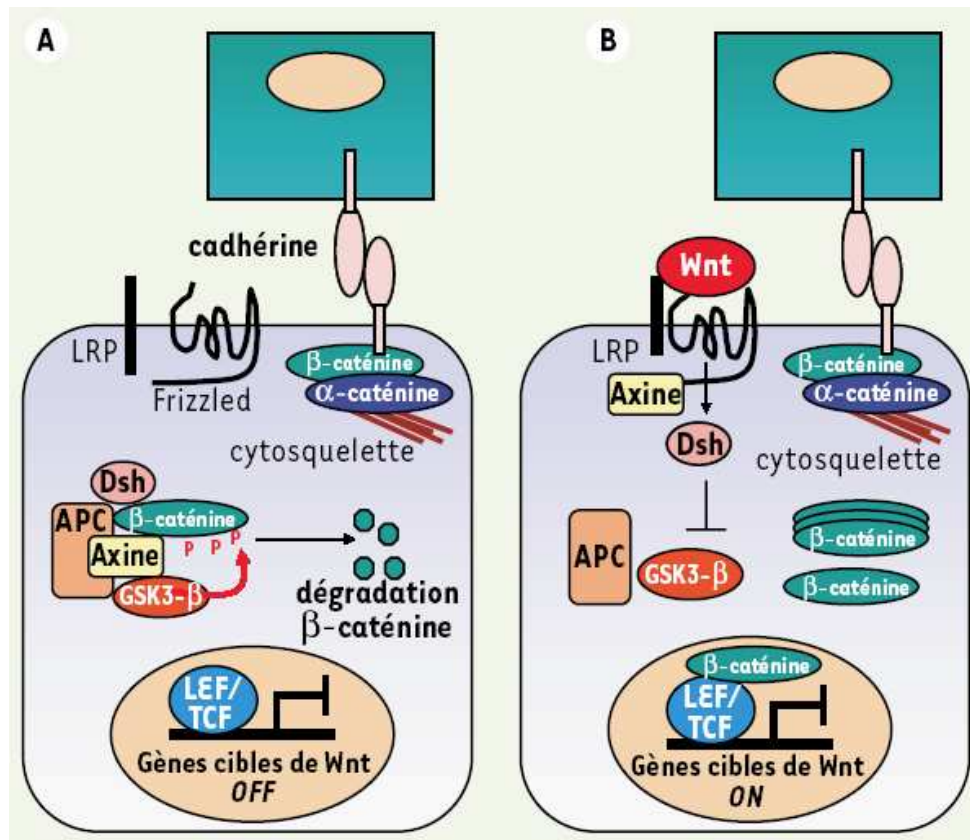 A
cadhérine
LRP
Frizzled
β-caténine
α-caténine
cytosquelette
Dsh
APC
β-caténine
Axine
P P P
GSK3-β
dégradation
β-caténine
LEF/
TCF
Gènes cibles de Wnt
OFF
B
Wnt
LRP
Axine
β-caténine
α-caténine
Dsh
cytosquelette
APC
GSK3-β
β-caténine
β-caténine
β-caténine
LEF/
TCF
Gènes cibles de Wnt
ON